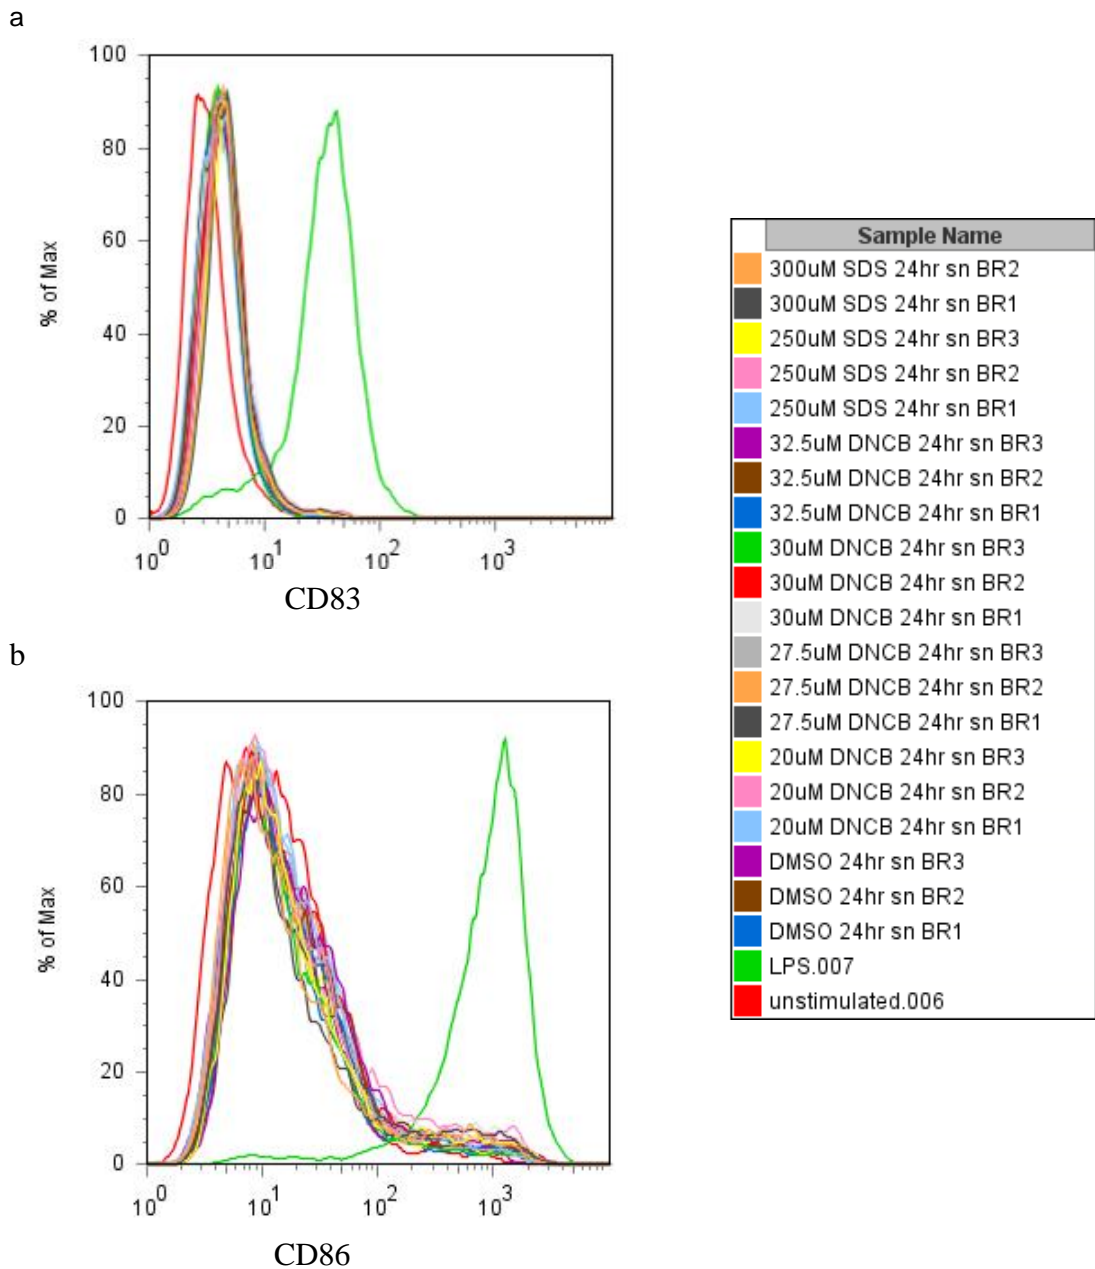 a
100
80
60
40
20
0
% of Max
10^0 10^1 10^2 10^3
CD83
b
100
80
60
40
20
0
% of Max
10^0 10^1 10^2 10^3
CD86
Sample Name
300uM SDS 24hr sn BR2
300uM SDS 24hr sn BR1
250uM SDS 24hr sn BR3
250uM SDS 24hr sn BR2
250uM SDS 24hr sn BR1
32.5uM DNCB 24hr sn BR3
32.5uM DNCB 24hr sn BR2
32.5uM DNCB 24hr sn BR1
30uM DNCB 24hr sn BR3
30uM DNCB 24hr sn BR2
30uM DNCB 24hr sn BR1
27.5uM DNCB 24hr sn BR3
27.5uM DNCB 24hr sn BR2
27.5uM DNCB 24hr sn BR1
20uM DNCB 24hr sn BR3
20uM DNCB 24hr sn BR2
20uM DNCB 24hr sn BR1
DMSO 24hr sn BR3
DMSO 24hr sn BR2
DMSO 24hr sn BR1
LPS.007
unstimulated.006